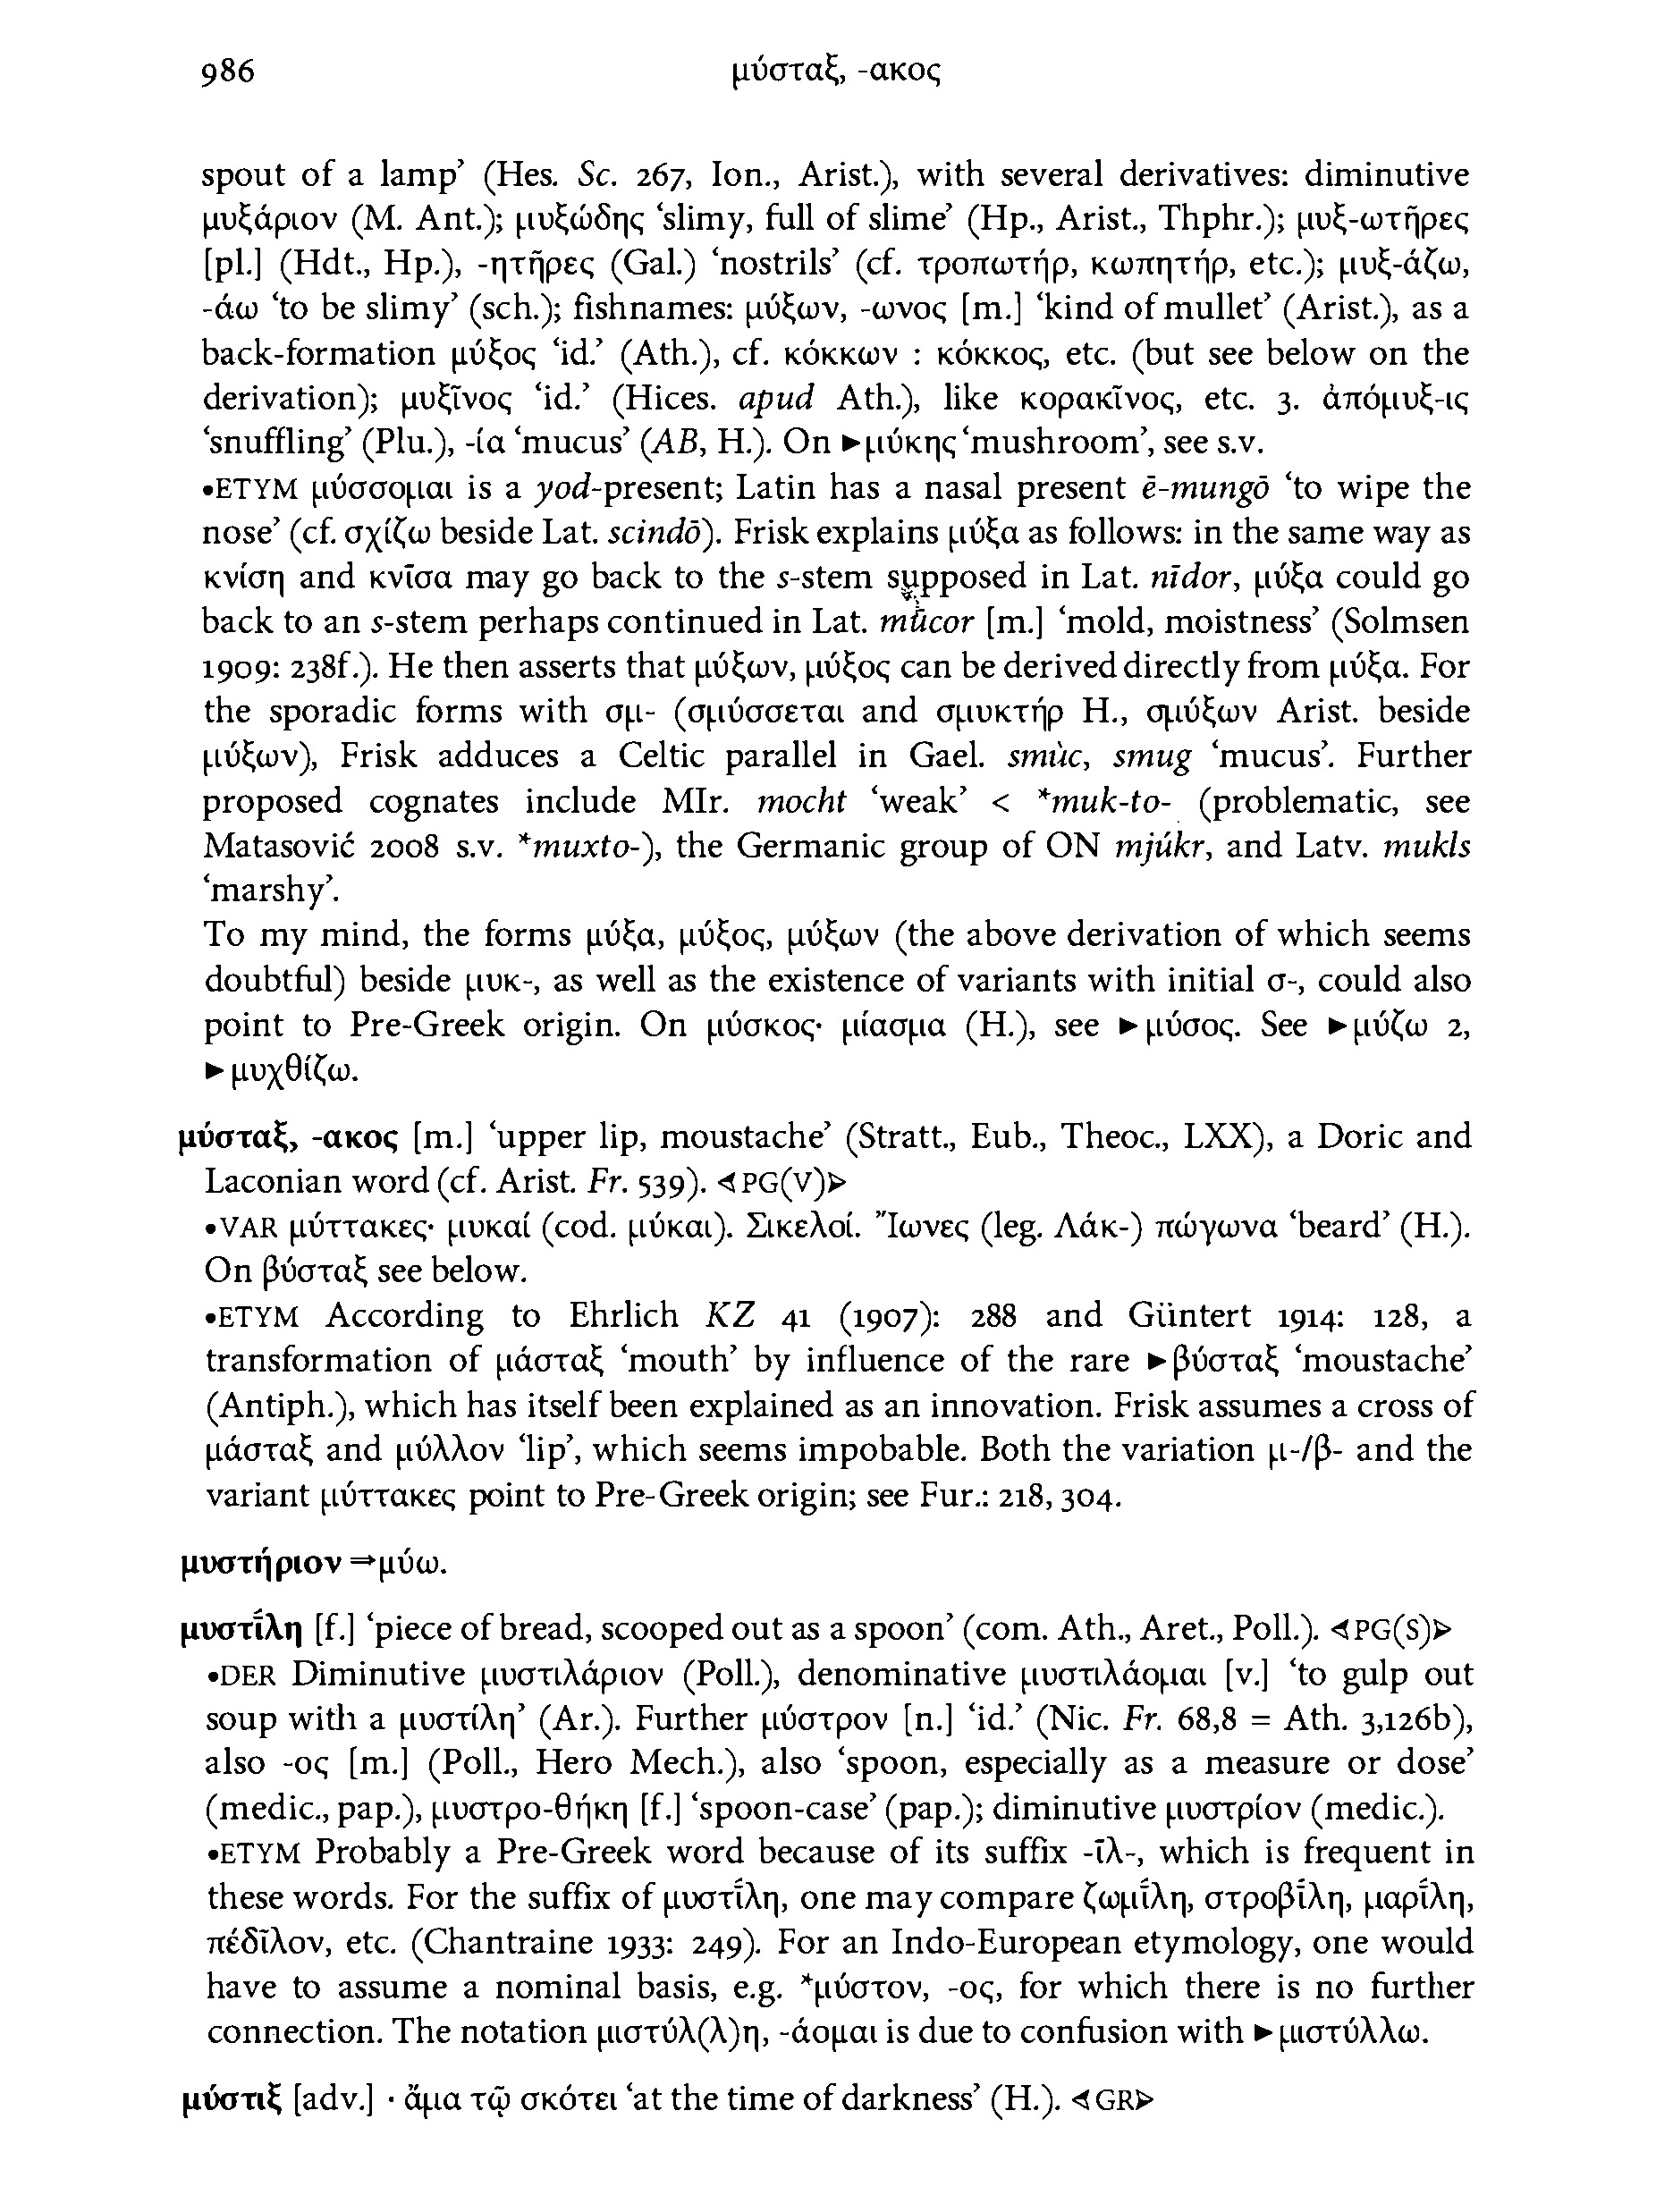 986
μύσταξ, -ακος
spout of a lamp’ (Hes. Sc. 267, Ion., Arist.), with several derivatives: diminutive
μυξάριον (M. Ant.); μυξώδης ‘slimy, full of slime’ (Hp., Arist., Thphr.); μυξ-ωτῆρες
[pl.] (Hdt., Hp.), -ητῆρες (Gal.) ‘nostrils’ (cf. τροπωτήρ, κωπητήρ, etc.); μυξ-άζω,
-άω ‘to be slimy’ (sch.); fishnames: μύξων, -ωνος [m.] ‘kind of mullet’ (Arist.), as a
back-formation μύξος ‘id.’ (Ath.), cf. κόκκων : κόκκος, etc. (but see below on the
derivation); μυξῖνος ‘id.’ (Hices. apud Ath.), like κορακῖνος, etc. 3. ἀπόμυξ-ις
‘snuffling’ (Plu.), -ία ‘mucus’ (AB, H.). On ►μύκης ‘mushroom’, see s.v.
•ETYM μύσσομαι is a yod-present; Latin has a nasal present ē-mungō ‘to wipe the
nose’ (cf. σχίζω beside Lat. scindō). Frisk explains μύξα as follows: in the same way as
κνίση and κνῖσα may go back to the s-stem supposed in Lat. nīdor, μύξα could go
back to an s-stem perhaps continued in Lat. mūcor [m.] ‘mold, moistness’ (Solmsen
1909: 238f.). He then asserts that μύξων, μύξος can be derived directly from μύξα. For
the sporadic forms with σμ- (σμύσσεται and σμυκτήρ H., σμύξων Arist. beside
μύξων), Frisk adduces a Celtic parallel in Gael. smùc, smug ‘mucus’. Further
proposed cognates include MIr. mocht ‘weak’ < *muk-to- (problematic, see
Matasović 2008 s.v. *muxto-), the Germanic group of ON mjúkr, and Latv. mukls
‘marshy’.
To my mind, the forms μύξα, μύξος, μύξων (the above derivation of which seems
doubtful) beside μυκ-, as well as the existence of variants with initial σ-, could also
point to Pre-Greek origin. On μύσκος· μίασμα (H.), see ►μύσος. See ►μύζω 2,
►μυχθίζω.
μύσταξ, -ακος [m.] ‘upper lip, moustache’ (Stratt., Eub., Theoc., LXX), a Doric and
Laconian word (cf. Arist. Fr. 539). ⊲PG(V)⊳
•VAR μύττακες· μυκαί (cod. μύκαι). Σικελοί. Ἴωνες (leg. Λάκ-) πώγωνα ‘beard’ (H.).
On βύσταξ see below.
•ETYM According to Ehrlich KZ 41 (1907): 288 and Güntert 1914: 128, a
transformation of μάσταξ ‘mouth’ by influence of the rare ►βύσταξ ‘moustache’
(Antiph.), which has itself been explained as an innovation. Frisk assumes a cross of
μάσταξ and μύλλον ‘lip’, which seems impobable. Both the variation μ-/β- and the
variant μύττακες point to Pre-Greek origin; see Fur.: 218, 304.
μυστήριον ⇒μύω.
μυστῑ́λη [f.] ‘piece of bread, scooped out as a spoon’ (com. Ath., Aret., Poll.). ⊲PG(S)⊳
•DER Diminutive μυστιλάριον (Poll.), denominative μυστιλάομαι [v.] ‘to gulp out
soup with a μυστίλη’ (Ar.). Further μύστρον [n.] ‘id.’ (Nic. Fr. 68,8 = Ath. 3,126b),
also -ος [m.] (Poll., Hero Mech.), also ‘spoon, especially as a measure or dose’
(medic., pap.), μυστρο-θήκη [f.] ‘spoon-case’ (pap.); diminutive μυστρίον (medic.).
•ETYM Probably a Pre-Greek word because of its suffix -ῑλ-, which is frequent in
these words. For the suffix of μυστῑ́λη, one may compare ζωμῑ́λη, στροβῑ́λη, μαρῑ́λη,
πέδῑλον, etc. (Chantraine 1933: 249). For an Indo-European etymology, one would
have to assume a nominal basis, e.g. *μύστον, -ος, for which there is no further
connection. The notation μιστύλ(λ)η, -άομαι is due to confusion with ►μιστύλλω.
μύστιξ [adv.] · ἅμα τῷ σκότει ‘at the time of darkness’ (H.). ⊲GR⊳